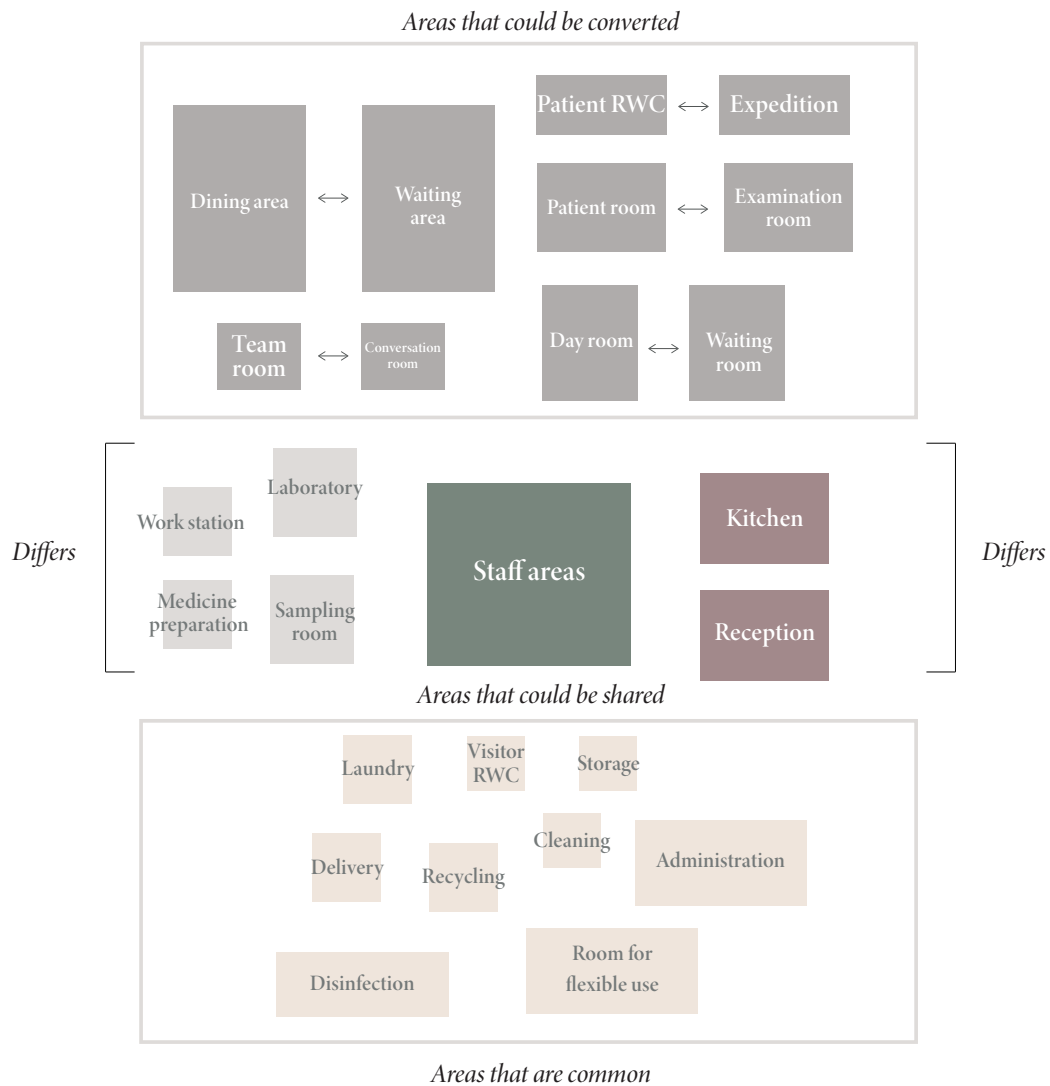 Areas that could be converted
Dining area
Waiting
area
Patient RWC
Expedition
Patient room
Examination
room
Team
room
Conversation
room
Day room
Waiting
room
Differs
Work station
Laboratory
Medicine
preparation
Sampling
room
Staff areas
Kitchen
Reception
Differs
Areas that could be shared
Laundry
Visitor
RWC
Storage
Delivery
Recycling
Cleaning
Administration
Disinfection
Room for
flexible use
Areas that are common